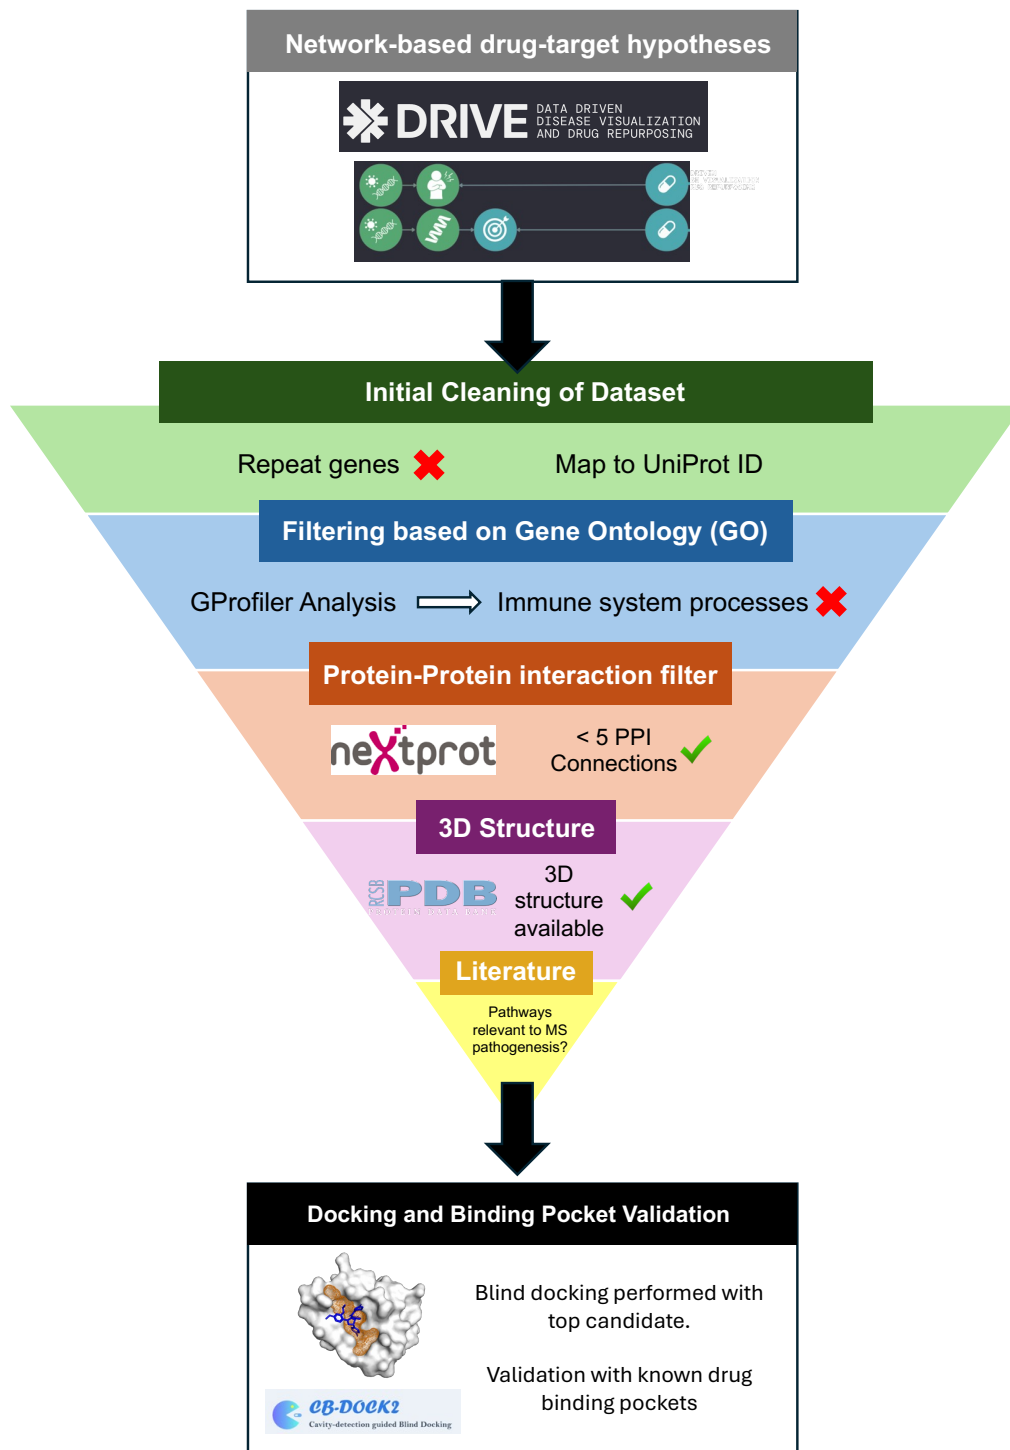 Network-based drug-target hypotheses
DRIVE
DATA DRIVEN
DISEASE VISUALIZATION
AND DRUG REPURPOSING
Initial Cleaning of Dataset
Repeat genes
Map to UniProt ID
Filtering based on Gene Ontology (GO)
GProfiler Analysis
Immune system processes
Protein-Protein interaction filter
neXtprot
< 5 PPI
Connections
3D Structure
RCSB
PDB
PROTEIN DATA BANK
3D
structure
available
Literature
Pathways
relevant to MS
pathogenesis?
Docking and Binding Pocket Validation
Blind docking performed with
top candidate.
Validation with known drug
binding pockets
CB-DOCK2
Cavity-detection guided Blind Docking